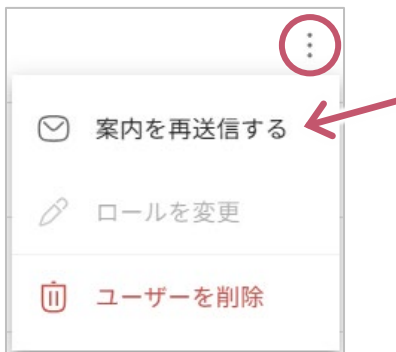 案内を再送信する
ロールを変更
ユーザーを削除